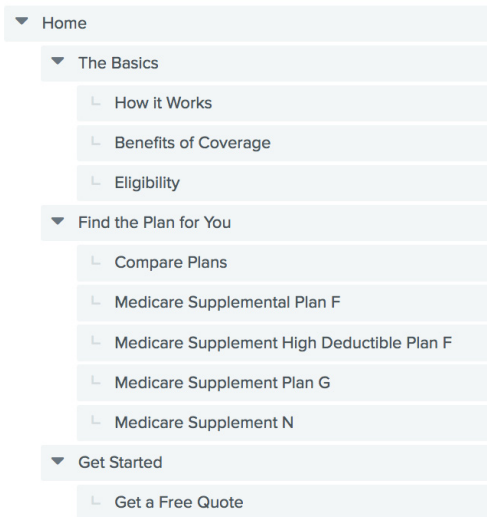 Home
The Basics
How it Works
Benefits of Coverage
Eligibility
Find the Plan for You
Compare Plans
Medicare Supplemental Plan F
Medicare Supplement High Deductible Plan F
Medicare Supplement Plan G
Medicare Supplement N
Get Started
Get a Free Quote